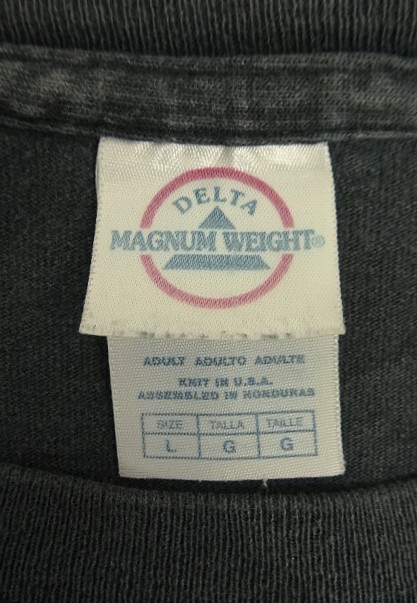 DELTA
MAGNUM WEIGHT®
ADULT ADULTO ADULTE
KNIT IN U.S.A.
ASSEMBLED IN HONDURAS
SIZE TALLA TAILLE
L G G